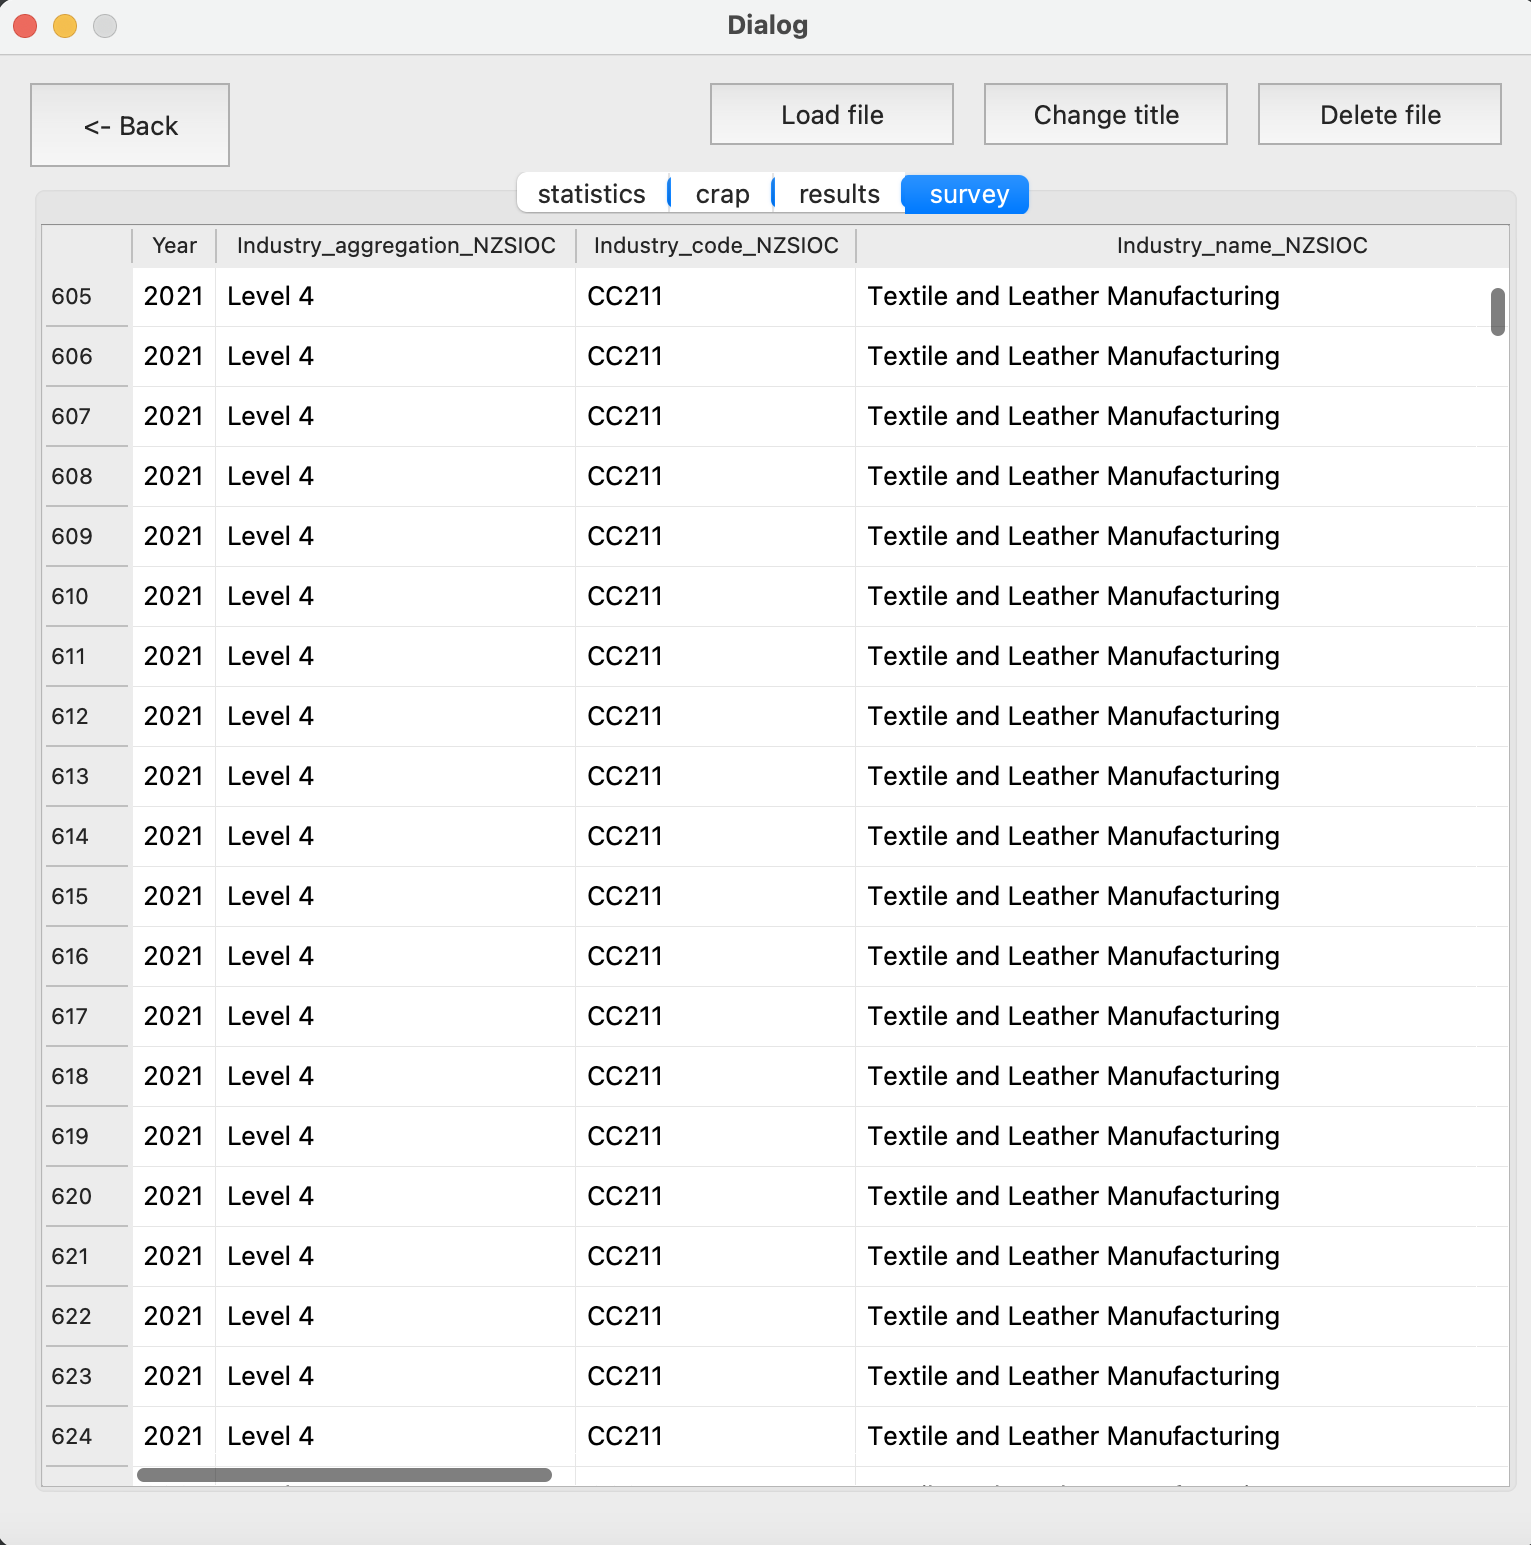 Dialog
<- Back
Load file
Change title
Delete file
statistics crap results survey
Year Industry_aggregation_NZSIOC Industry_code_NZSIOC Industry_name_NZSIOC
605 2021 Level 4 CC211 Textile and Leather Manufacturing
606 2021 Level 4 CC211 Textile and Leather Manufacturing
607 2021 Level 4 CC211 Textile and Leather Manufacturing
608 2021 Level 4 CC211 Textile and Leather Manufacturing
609 2021 Level 4 CC211 Textile and Leather Manufacturing
610 2021 Level 4 CC211 Textile and Leather Manufacturing
611 2021 Level 4 CC211 Textile and Leather Manufacturing
612 2021 Level 4 CC211 Textile and Leather Manufacturing
613 2021 Level 4 CC211 Textile and Leather Manufacturing
614 2021 Level 4 CC211 Textile and Leather Manufacturing
615 2021 Level 4 CC211 Textile and Leather Manufacturing
616 2021 Level 4 CC211 Textile and Leather Manufacturing
617 2021 Level 4 CC211 Textile and Leather Manufacturing
618 2021 Level 4 CC211 Textile and Leather Manufacturing
619 2021 Level 4 CC211 Textile and Leather Manufacturing
620 2021 Level 4 CC211 Textile and Leather Manufacturing
621 2021 Level 4 CC211 Textile and Leather Manufacturing
622 2021 Level 4 CC211 Textile and Leather Manufacturing
623 2021 Level 4 CC211 Textile and Leather Manufacturing
624 2021 Level 4 CC211 Textile and Leather Manufacturing